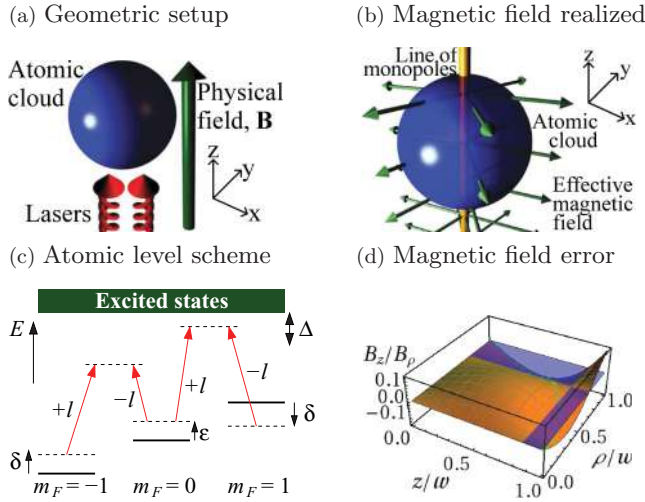 (a) Geometric setup
Atomic
cloud
Physical
field, B
z
y
x
Lasers
(b) Magnetic field realized
Line of
monopoles
z
y
x
Atomic
cloud
Effective
magnetic
field
(c) Atomic level scheme
Excited states
E
Δ
+l
-l
+l
-l
δ
ε
δ
m_F = −1
m_F = 0
m_F = 1
(d) Magnetic field error
B_z/B_ρ
0.1
0.0
−0.1
0.0
0.5
z/w
1.0
0.0
0.5
ρ/w
1.0